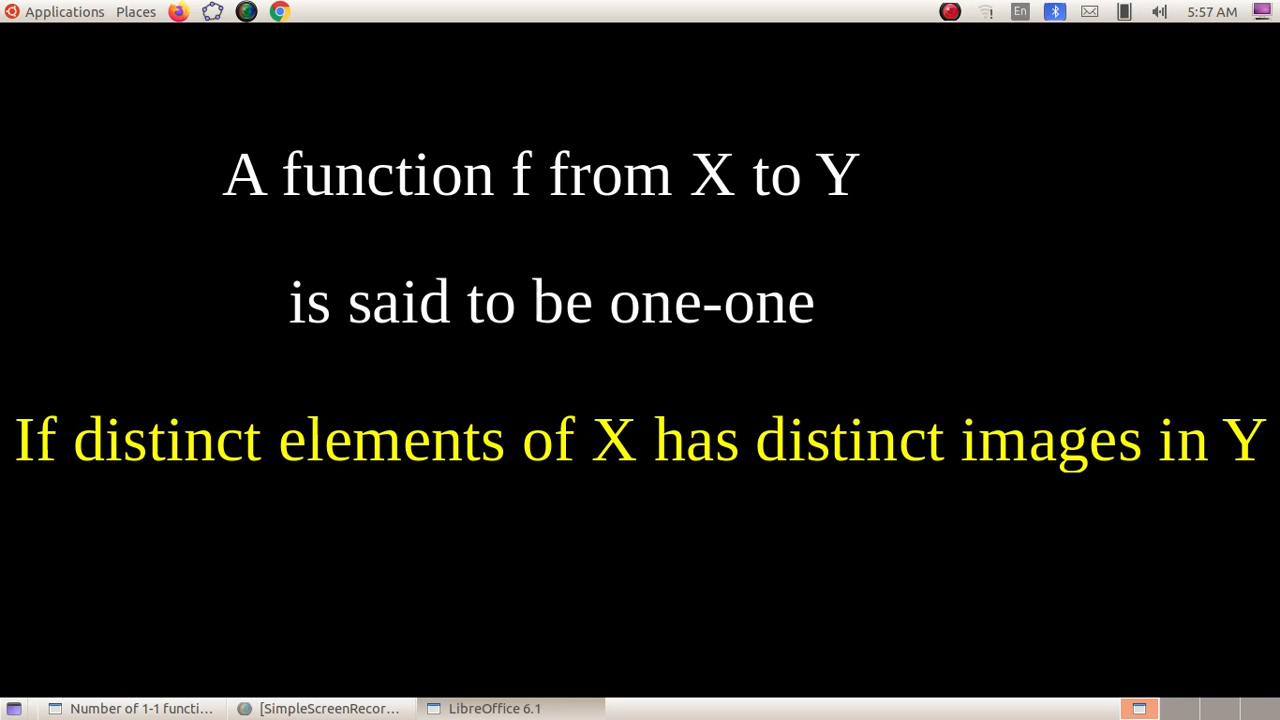 Applications Places En 5:57 AM
A function f from X to Y
is said to be one-one
If distinct elements of X has distinct images in Y
Number of 1-1 functi... [SimpleScreenRecor... LibreOffice 6.1